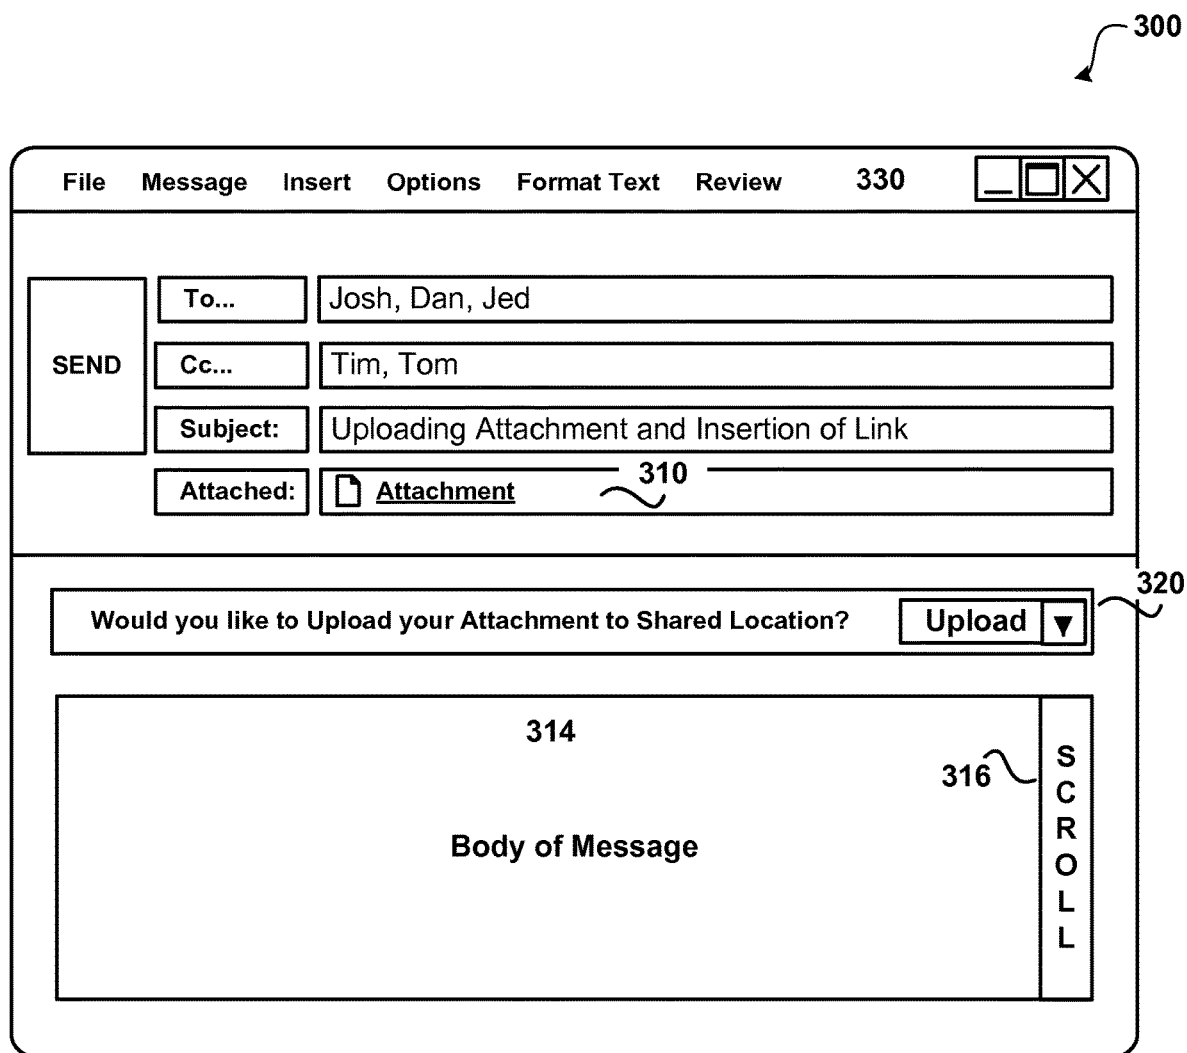 300
File Message Insert Options Format Text Review 330
To... Josh, Dan, Jed
SEND Cc... Tim, Tom
Subject: Uploading Attachment and Insertion of Link
Attached: Attachment 310
320
Would you like to Upload your Attachment to Shared Location? Upload
314
316
Body of Message
SCROLL